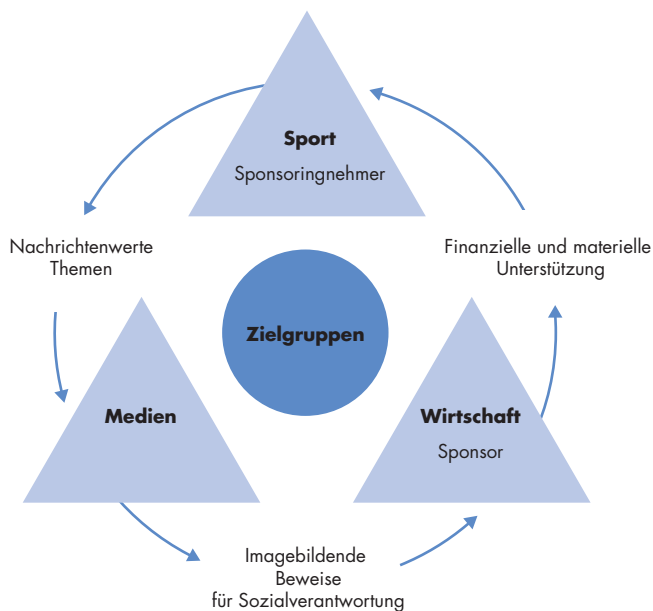 Sport
Sponsoringnehmer
Nachrichtenwerte
Themen
Finanzielle und materielle
Unterstützung
Zielgruppen
Medien
Wirtschaft
Sponsor
Imagebildende
Beweise
für Sozialverantwortung